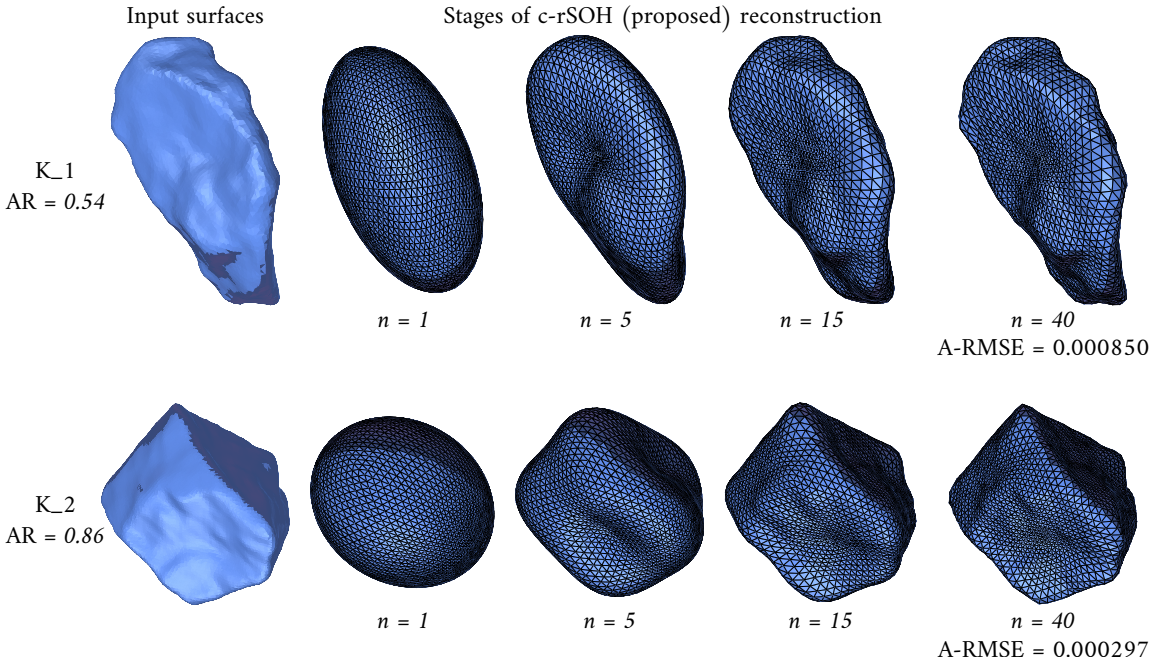 Input surfaces
Stages of c-rSOH (proposed) reconstruction
K_1
AR = 0.54
n = 1
n = 5
n = 15
n = 40
A-RMSE = 0.000850
K_2
AR = 0.86
n = 1
n = 5
n = 15
n = 40
A-RMSE = 0.000297